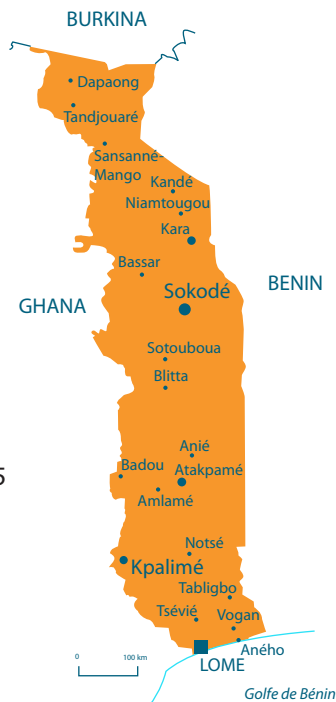 BURKINA
Dapaong
Tandjouaré
Sansanné-
Mango
Kandé
Niamtougou
Kara
Bassar
BENIN
Sokodé
GHANA
Sotouboua
Blitta
Anié
Badou
Atakpamé
5
Amlamé
Notsé
Kpalimé
Tabligbo
Tsévié
Vogan
Aného
LOME
0
100 km
Golfe de Bénin